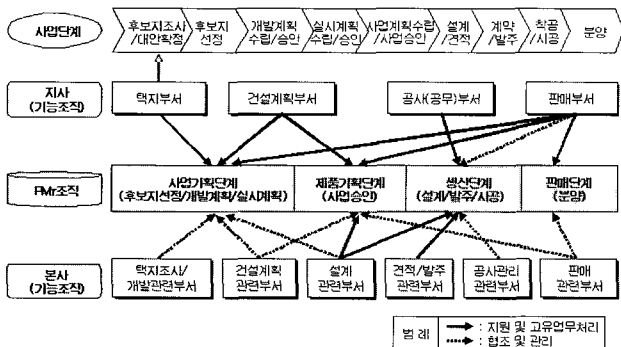 사업단계
후보지조사
/대안확정
후보지
선정
개발계획
수립/승인
실시계획
수립/승인
사업계획수립
/사업승인
설계
/견적
계약
/발주
착공
/시공
분양
지사
(기능조직)
택지부서
건설계획부서
공사(공무)부서
판매부서
PMr조직
사업기획단계
(후보지선정/개발계획/실시계획)
제품기획단계
(사업승인)
생산단계
(설계/발주/시공)
판매단계
(분양)
본사
(기능조직)
택지조사/
개발관련부서
건설계획
관련부서
설계
관련부서
견적/발주
관련부서
공사관리
관련부서
판매
관련부서
범 례
: 지원 및 고유업무처리
: 협조 및 관리